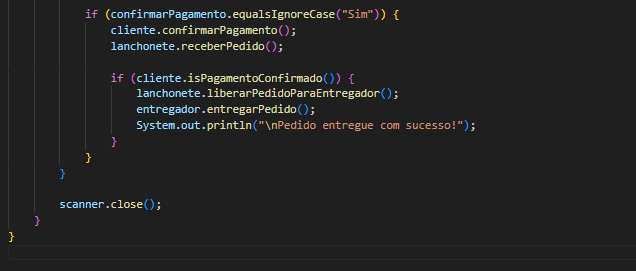 if (confirmarPagamento.equalsIgnoreCase("Sim")) {
cliente.confirmarPagamento();
lanchonete.receberPedido();
if (cliente.isPagamentoConfirmado()) {
lanchonete.liberarPedidoParaEntregador();
entregador.entregarPedido();
System.out.println("\nPedido entregue com sucesso!");
}
}
}
scanner.close();
}
}